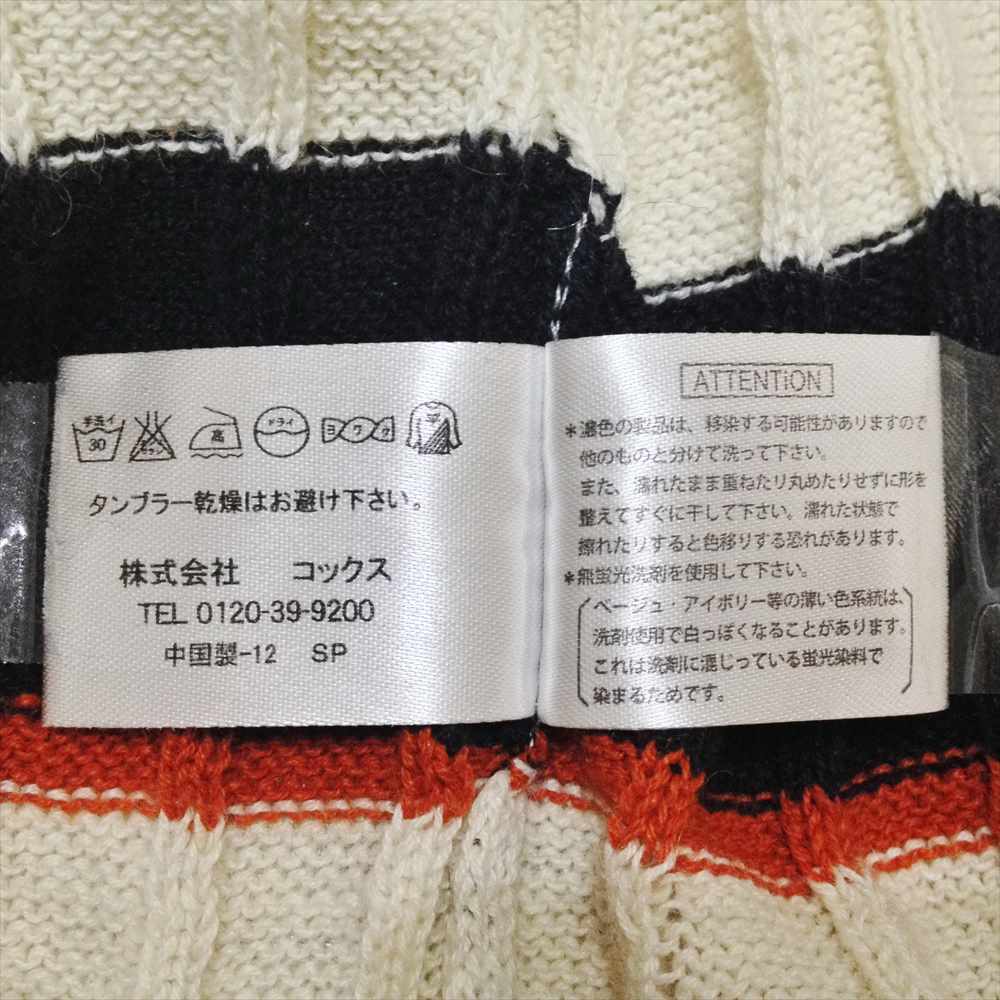 手洗イ
30
エンソサラシ
高
ドライ
ヨワク
タンブラー乾燥はお避け下さい。
株式会社 コックス
TEL 0120-39-9200
中国製-12 SP
ATTENTiON
*濃色の製品は、移染する可能性がありますので
他のものと分けて洗って下さい。
また、濡れたまま重ねたり丸めたりせずに形を
整えてすぐに干して下さい。濡れた状態で
擦れたりすると色移りする恐れがあります。
*無蛍光洗剤を使用して下さい。
ベージュ・アイボリー等の薄い色系統は、
洗剤使用で白っぽくなることがあります。
これは洗剤に混じっている蛍光染料で
染まるためです。